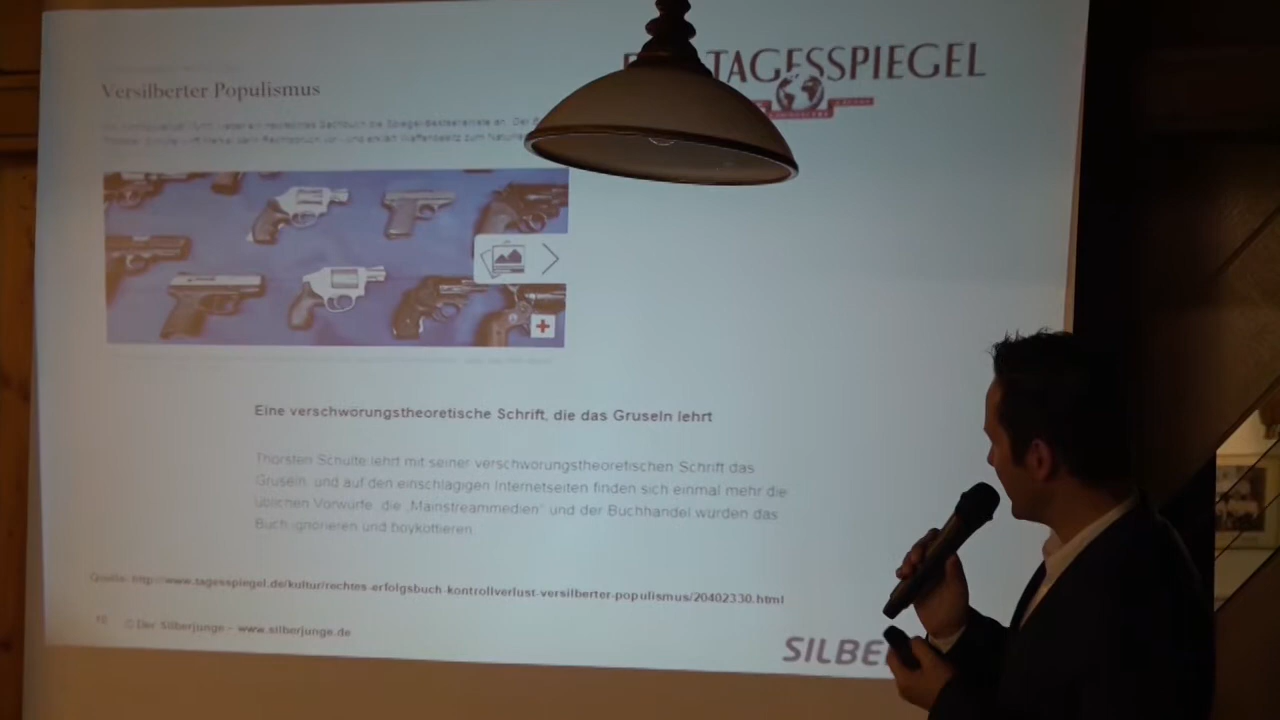 TAGESSPIEGEL
Versilberter Populismus
Eine verschwörungstheoretische Schrift, die das Gruseln lehrt
Thorsten Schulte lehrt mit seiner verschwörungstheoretischen Schrift das
Gruseln, und auf den einschlägigen Internetseiten finden sich einmal mehr die
üblichen Vorwürfe, die „Mainstreammedien" und der Buchhandel würden das
Buch ignorieren und boykottieren.
Quelle: http://www.tagesspiegel.de/kultur/rechtes-erfolgsbuch-kontrollverlust-versilberter-populismus/20402330.html
© Der Silberjunge – www.silberjunge.de
SILBE